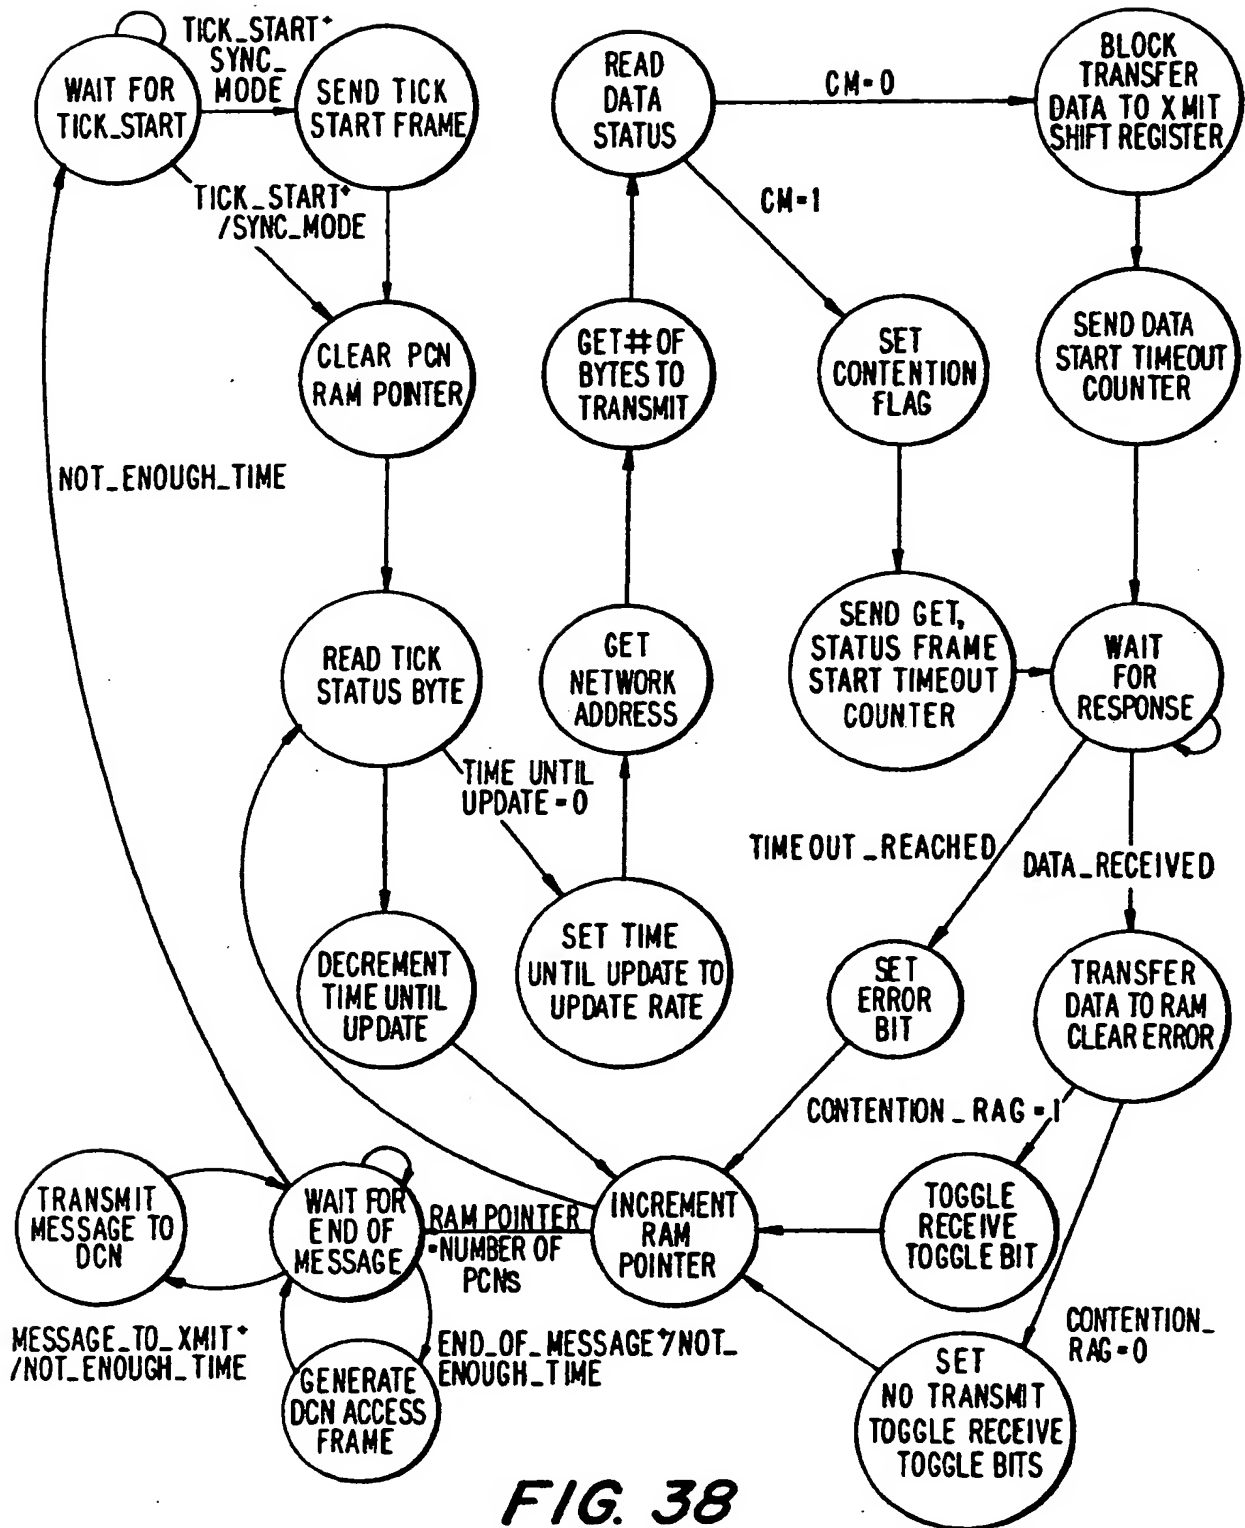 TICK_START*
SYNC_
MODE
WAIT FOR
TICK_START
SEND TICK
START FRAME
READ
DATA
STATUS
CM=0
BLOCK
TRANSFER
DATA TO XMIT
SHIFT REGISTER
TICK_START*
/SYNC_MODE
CM=1
CLEAR PCN
RAM POINTER
GET # OF
BYTES TO
TRANSMIT
SET
CONTENTION
FLAG
SEND DATA
START TIMEOUT
COUNTER
NOT_ENOUGH_TIME
READ TICK
STATUS BYTE
GET
NETWORK
ADDRESS
SEND GET,
STATUS FRAME
START TIMEOUT
COUNTER
WAIT
FOR
RESPONSE
TIME UNTIL
UPDATE=0
TIMEOUT_REACHED
DATA_RECEIVED
DECREMENT
TIME UNTIL
UPDATE
SET TIME
UNTIL UPDATE TO
UPDATE RATE
SET
ERROR
BIT
TRANSFER
DATA TO RAM
CLEAR ERROR
CONTENTION_RAG=1
TRANSMIT
MESSAGE TO
DCN
WAIT FOR
END OF
MESSAGE
RAM POINTER
=NUMBER OF
PCNs
INCREMENT
RAM
POINTER
TOGGLE
RECEIVE
TOGGLE BIT
MESSAGE_TO_XMIT*
/NOT_ENOUGH_TIME
GENERATE
DCN ACCESS
FRAME
END_OF_MESSAGE*/NOT_
ENOUGH_TIME
CONTENTION_
RAG=0
SET
NO TRANSMIT
TOGGLE RECEIVE
TOGGLE BITS
FIG. 38